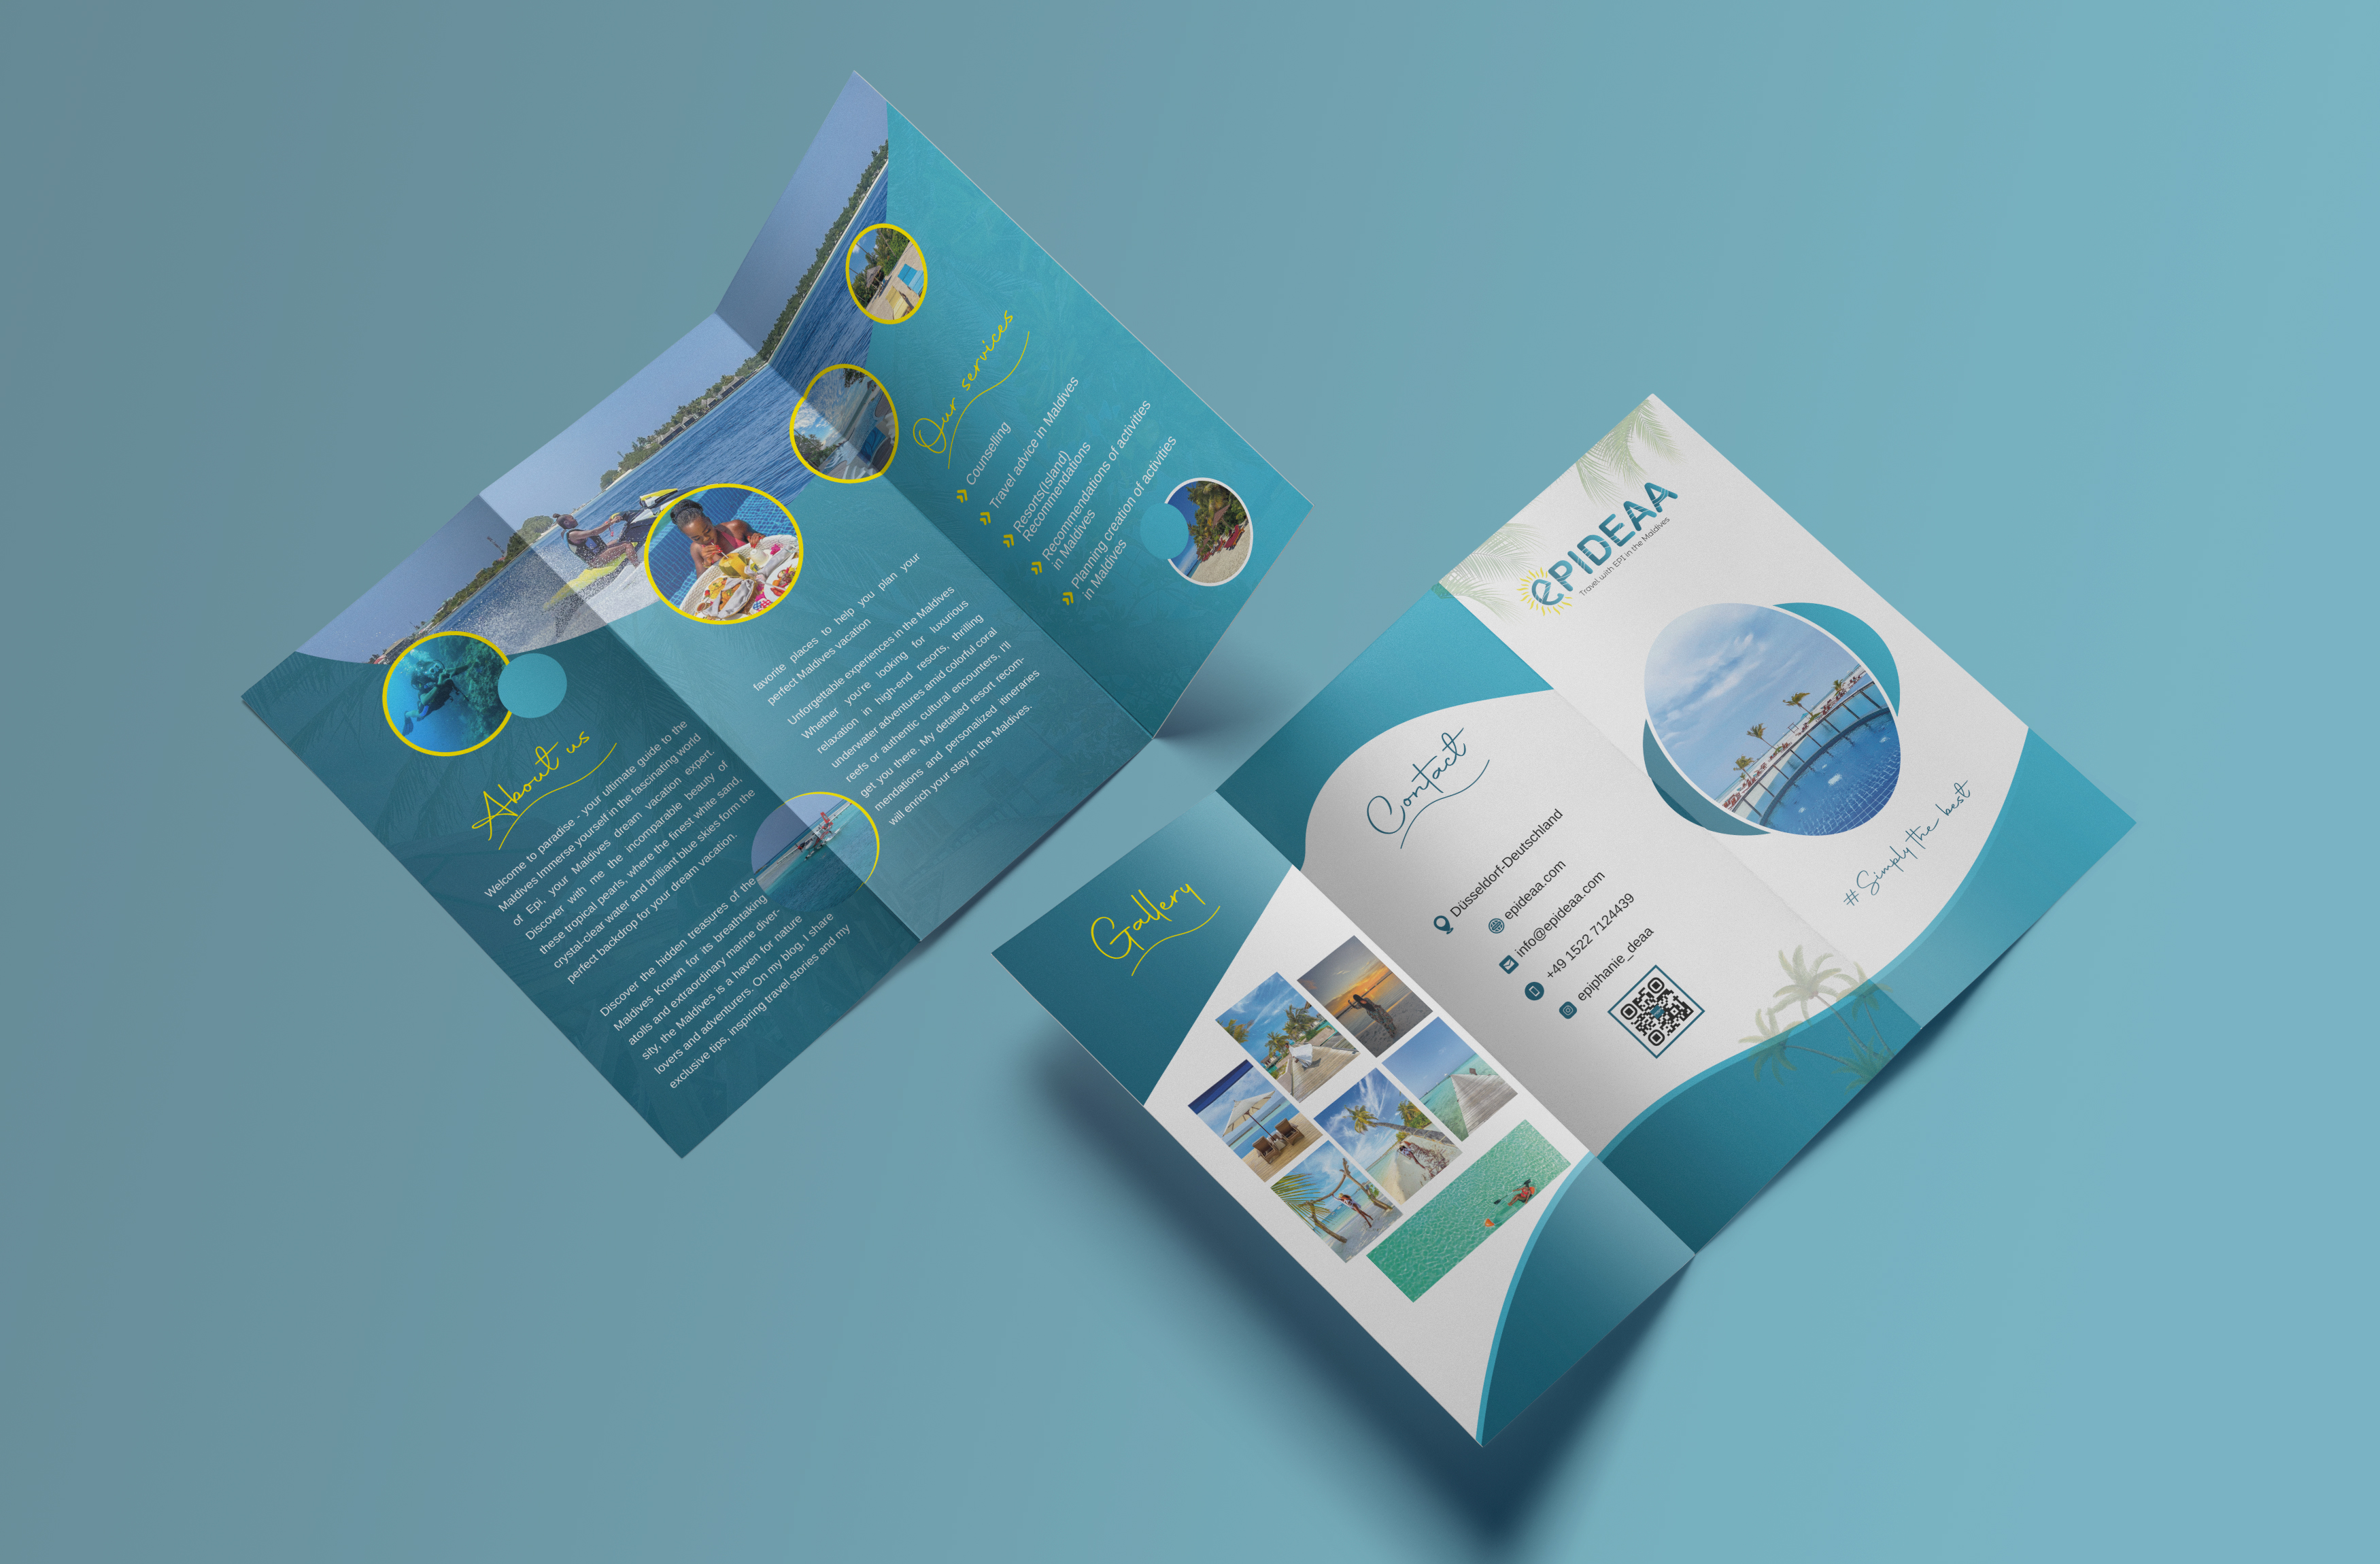 About us
Welcome to paradise - your ultimate guide to the
Maldives Immerse yourself in the fascinating world
of Epi, your Maldives dream vacation expert.
Discover with me the incomparable beauty of
these tropical pearls, where the finest white sand,
crystal-clear water and brilliant blue skies form the
perfect backdrop for your dream vacation.
Discover the hidden treasures of the
Maldives Known for its breathtaking
atolls and extraordinary marine diver-
sity, the Maldives is a haven for nature
lovers and adventurers. On my blog, I share
exclusive tips, inspiring travel stories and my
favorite places to help you plan your
perfect Maldives vacation
Unforgettable experiences in the Maldives
Whether you're looking for luxurious
relaxation in high-end resorts, thrilling
underwater adventures amid colorful coral
reefs or authentic cultural encounters, I'll
get you there. My detailed resort recom-
mendations and personalized itineraries
will enrich your stay in the Maldives.
Our services
Counselling
Travel advice in Maldives
Resorts(Island)
Recommendations
Recommendations of activities
in Maldives
Planning creation of activities
in Maldives
Gallery
Contact
Düsseldorf-Deutschland
epideaa.com
info@epideaa.com
+49 1522 7124439
epiphanie_deaa
ePIDEAA
Travel with EPI in the Maldives
# Simply the best